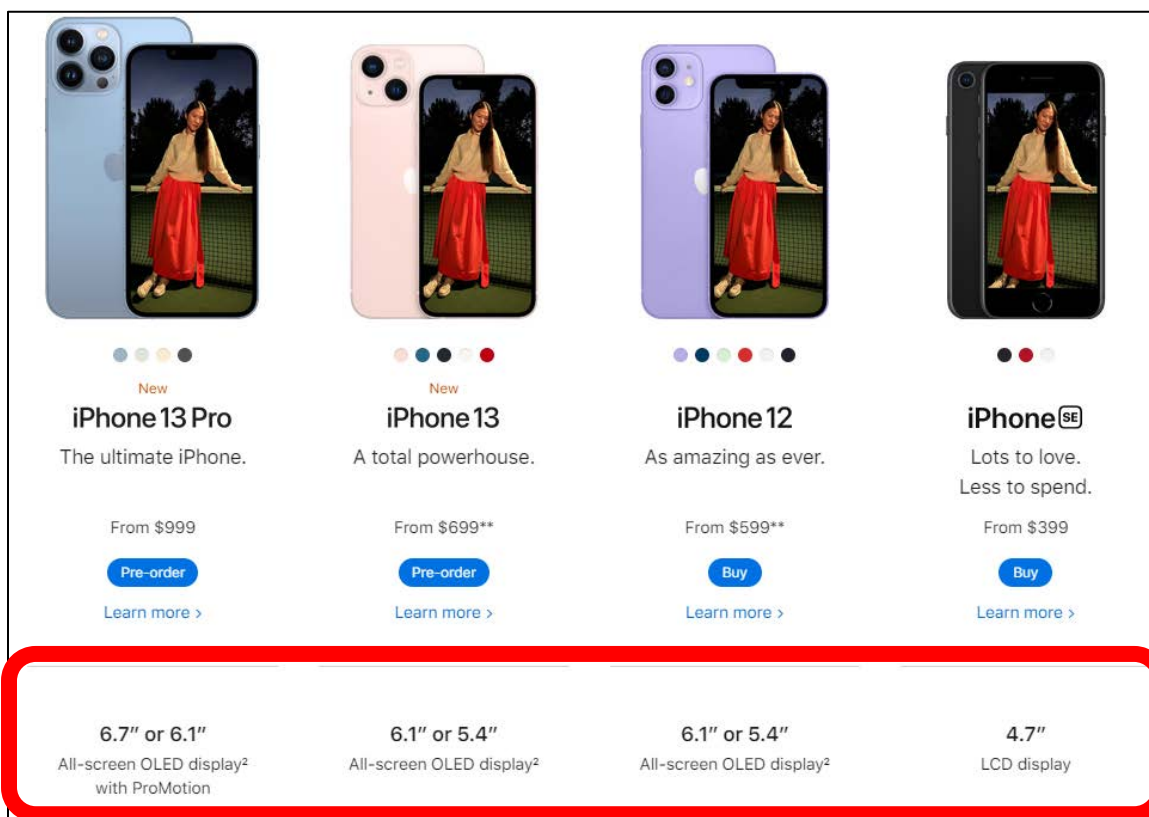 New
iPhone 13 Pro
The ultimate iPhone.
From $999
Pre-order
Learn more >
New
iPhone 13
A total powerhouse.
From $699**
Pre-order
Learn more >
iPhone 12
As amazing as ever.
From $599**
Buy
Learn more >
iPhone SE
Lots to love.
Less to spend.
From $399
Buy
Learn more >
6.7″ or 6.1″
All-screen OLED display²
with ProMotion
6.1″ or 5.4″
All-screen OLED display²
6.1″ or 5.4″
All-screen OLED display²
4.7″
LCD display